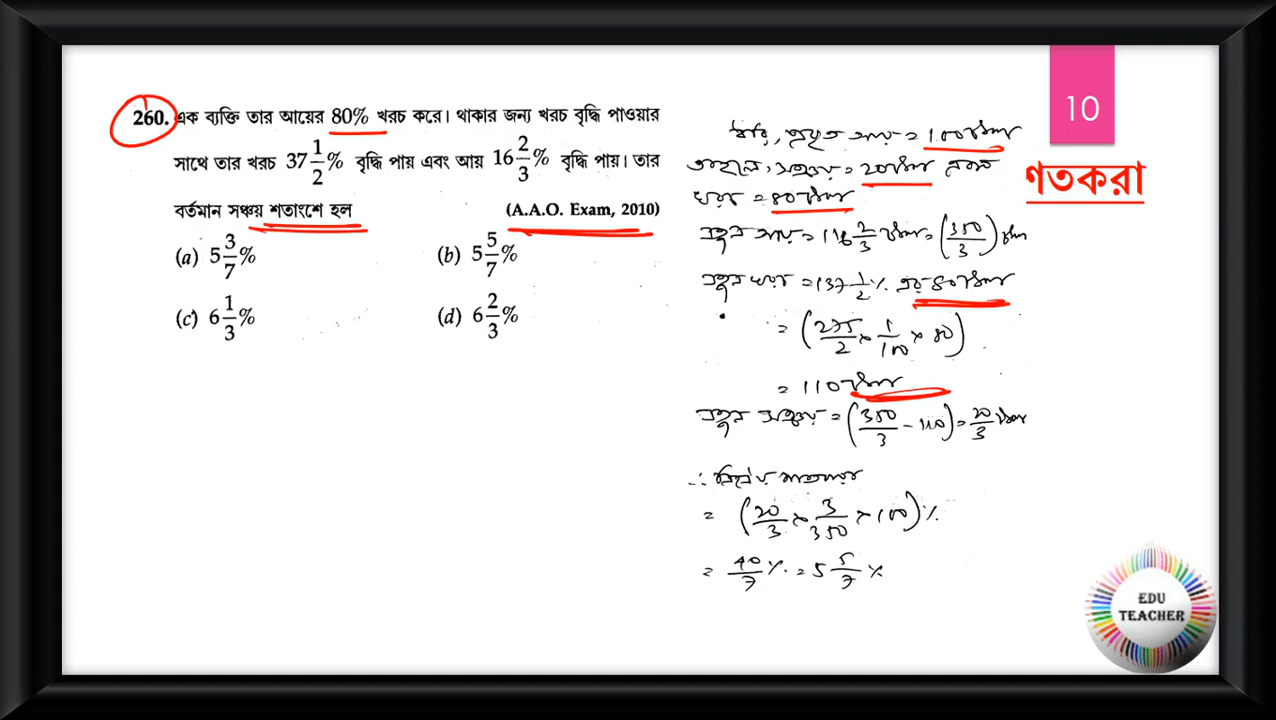 10
শতকরা
260. এক ব্যক্তি তার আয়ের 80% খরচ করে। থাকার জন্য খরচ বৃদ্ধি পাওয়ার
সাথে তার খরচ 37 1/2% বৃদ্ধি পায় এবং আয় 16 2/3% বৃদ্ধি পায়। তার
বর্তমান সঞ্চয় শতাংশে হল (A.A.O. Exam, 2010)
(a) 5 3/7% (b) 5 5/7%
(c) 6 1/3% (d) 6 2/3%
ধরি, প্রকৃত আয় = 100 টাকা
তাহলে, সঞ্চয় = 20 টাকা এবং
খরচ = 80 টাকা
নতুন আয় = 116 2/3 টাকা = (350/3) টাকা
নতুন খরচ = 137 1/2 % এর 80 টাকা
= (275/2 × 1/100 × 80)
= 110 টাকা
নতুন সঞ্চয় = (350/3 - 110) = 20/3 টাকা
∴ নির্ণেয় শতকরা
= (20/3 × 3/350 × 100) %
= 40/7 % = 5 5/7 %
EDU
TEACHER